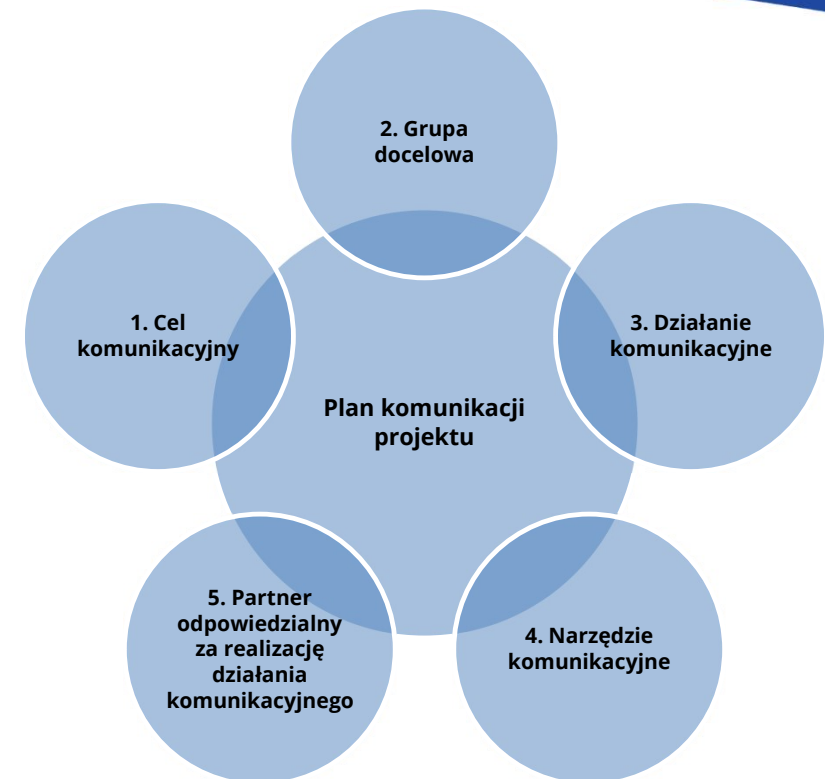 2. Grupa
docelowa
1. Cel
komunikacyjny
3. Działanie
komunikacyjne
Plan komunikacji
projektu
5. Partner
odpowiedzialny
za realizację
działania
komunikacyjnego
4. Narzędzie
komunikacyjne